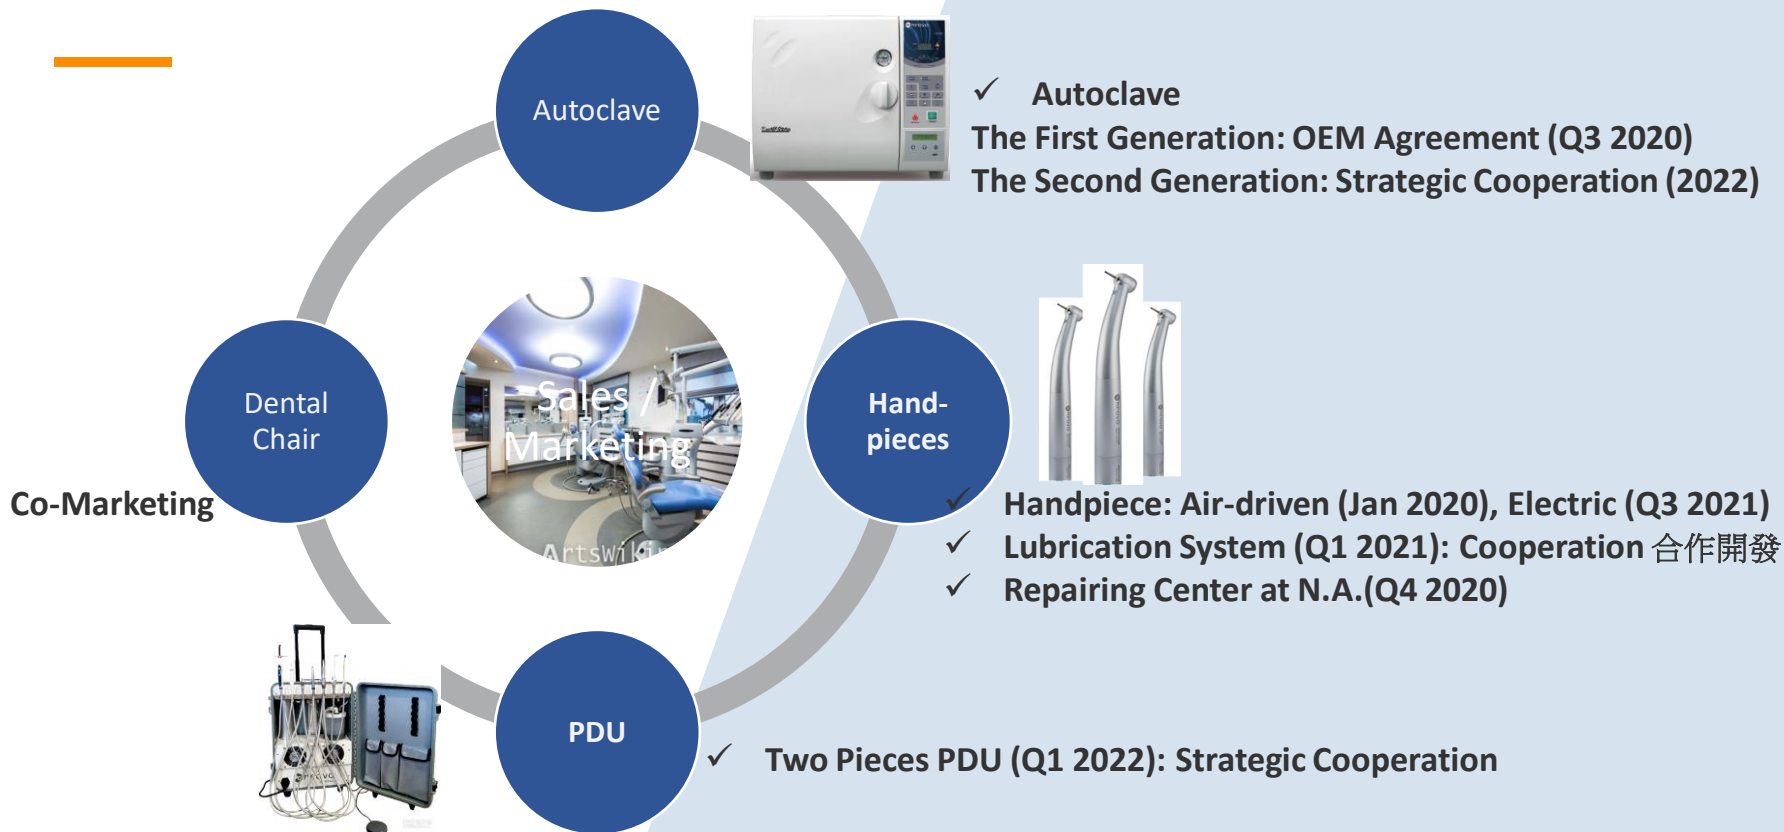 Autoclave
✓ Autoclave
The First Generation: OEM Agreement (Q3 2020)
The Second Generation: Strategic Cooperation (2022)
Dental
Chair
Sales /
Marketing
ArtsWiki
Hand-
pieces
Co-Marketing
✓ Handpiece: Air-driven (Jan 2020), Electric (Q3 2021)
✓ Lubrication System (Q1 2021): Cooperation 合作開發
✓ Repairing Center at N.A.(Q4 2020)
PDU
✓ Two Pieces PDU (Q1 2022): Strategic Cooperation